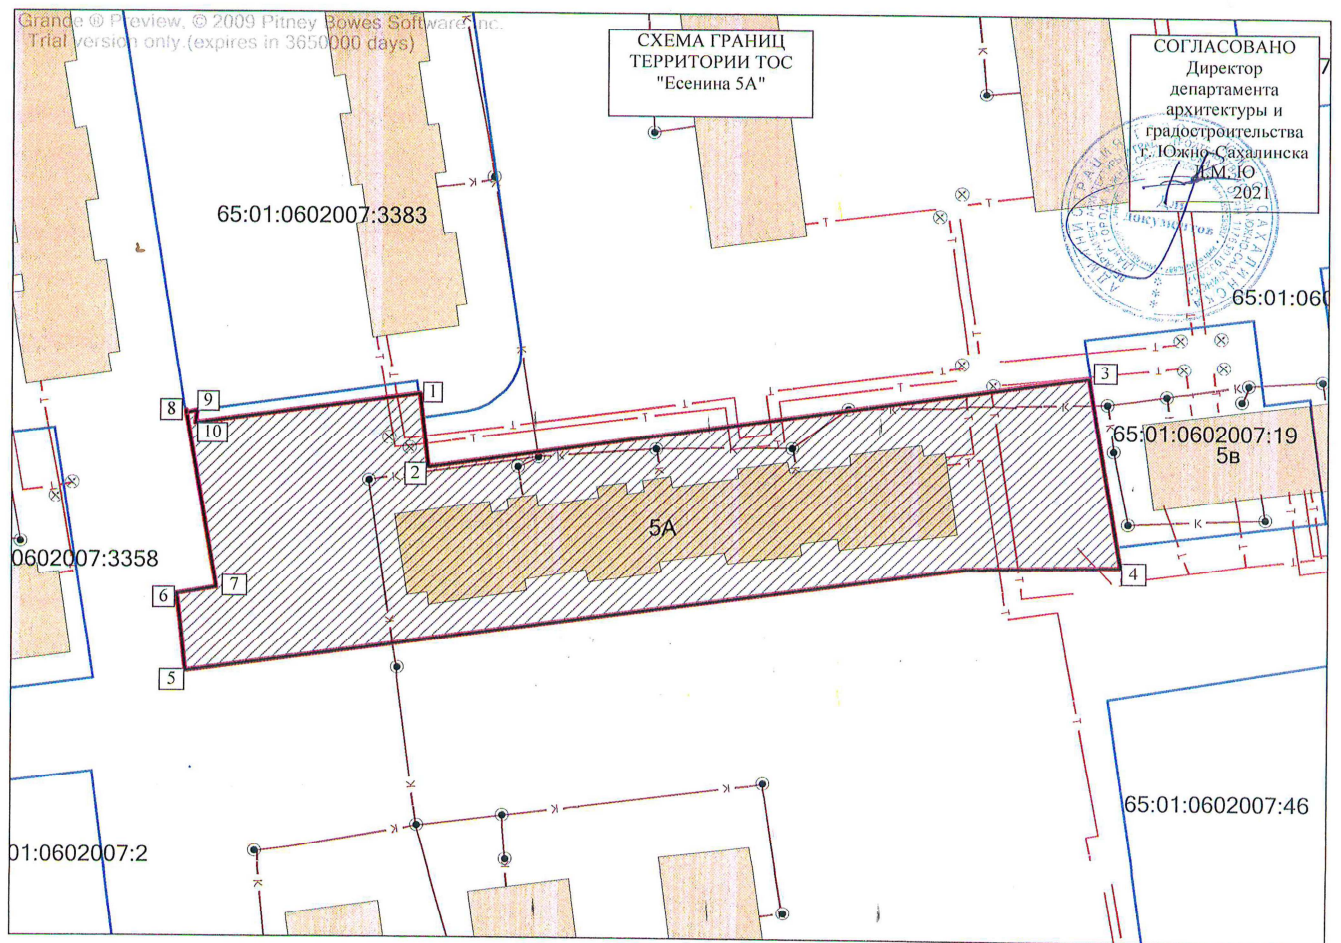 Grande ® Preview, © 2009 Pitney Bowes Software Inc.
Trial version only.(expires in 3650000 days)
СХЕМА ГРАНИЦ
ТЕРРИТОРИИ ТОС
"Есенина 5А"
СОГЛАСОВАНО
Директор
департамента
архитектуры и
градостроительства
г. Южно-Сахалинска
2021
Для
документов
65:01:0602007:3383
65:01:060
1
2
3
4
5
6
7
8
9
10
65:01:0602007:19
5в
5А
0602007:3358
65:01:0602007:46
01:0602007:2